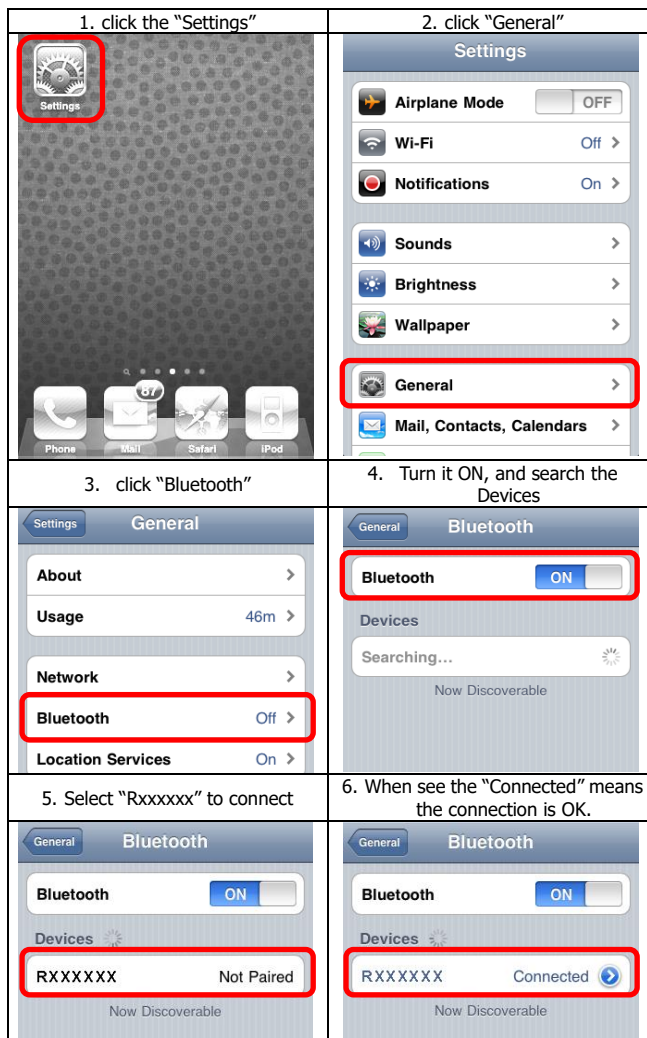 1. click the “Settings”
Settings
87
Phone
Mail
Safari
iPod
2. click “General”
Settings
Airplane Mode OFF
Wi-Fi Off
Notifications On
Sounds
Brightness
Wallpaper
General
Mail, Contacts, Calendars
3. click “Bluetooth”
Settings General
About
Usage 46m
Network
Bluetooth Off
Location Services On
4. Turn it ON, and search the
Devices
General Bluetooth
Bluetooth ON
Devices
Searching...
Now Discoverable
5. Select “Rxxxxxx” to connect
General Bluetooth
Bluetooth ON
Devices
RXXXXXX Not Paired
Now Discoverable
6. When see the “Connected” means
the connection is OK.
General Bluetooth
Bluetooth ON
Devices
RXXXXXX Connected
Now Discoverable